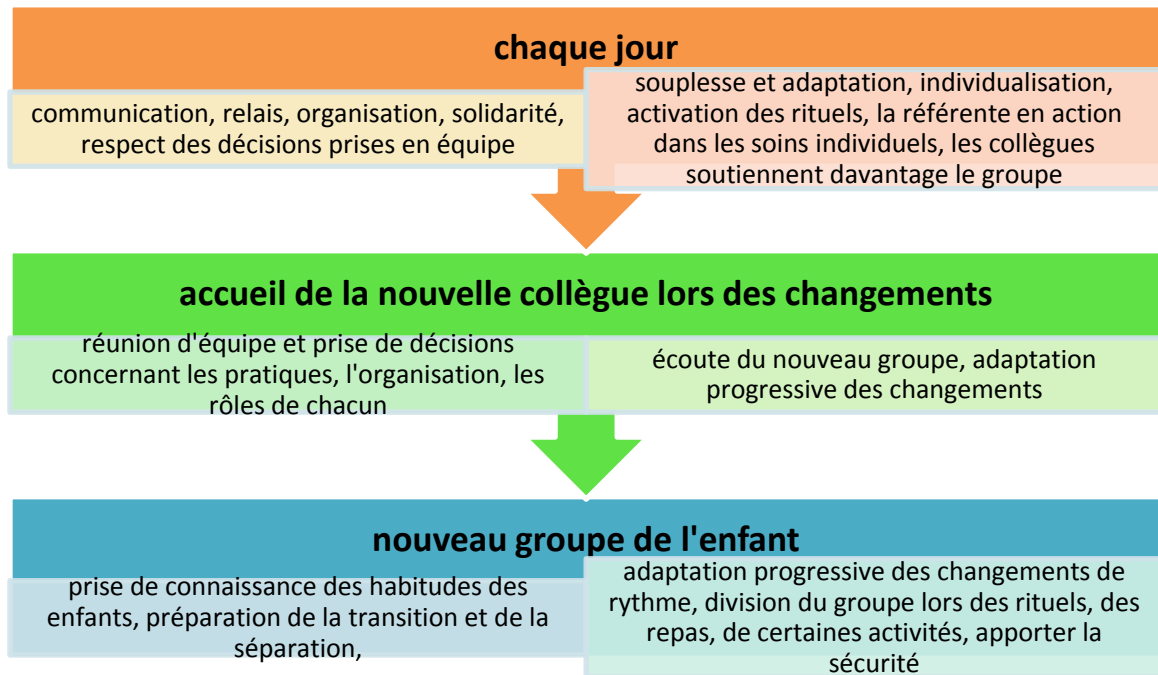 chaque jour
communication, relais, organisation, solidarité,
respect des décisions prises en équipe
souplesse et adaptation, individualisation,
activation des rituels, la référente en action
dans les soins individuels, les collègues
soutiennent davantage le groupe
accueil de la nouvelle collègue lors des changements
réunion d'équipe et prise de décisions
concernant les pratiques, l'organisation, les
rôles de chacun
écoute du nouveau groupe, adaptation
progressive des changements
nouveau groupe de l'enfant
prise de connaissance des habitudes des
enfants, préparation de la transition et de la
séparation,
adaptation progressive des changements de
rythme, division du groupe lors des rituels, des
repas, de certaines activités, apporter la
sécurité